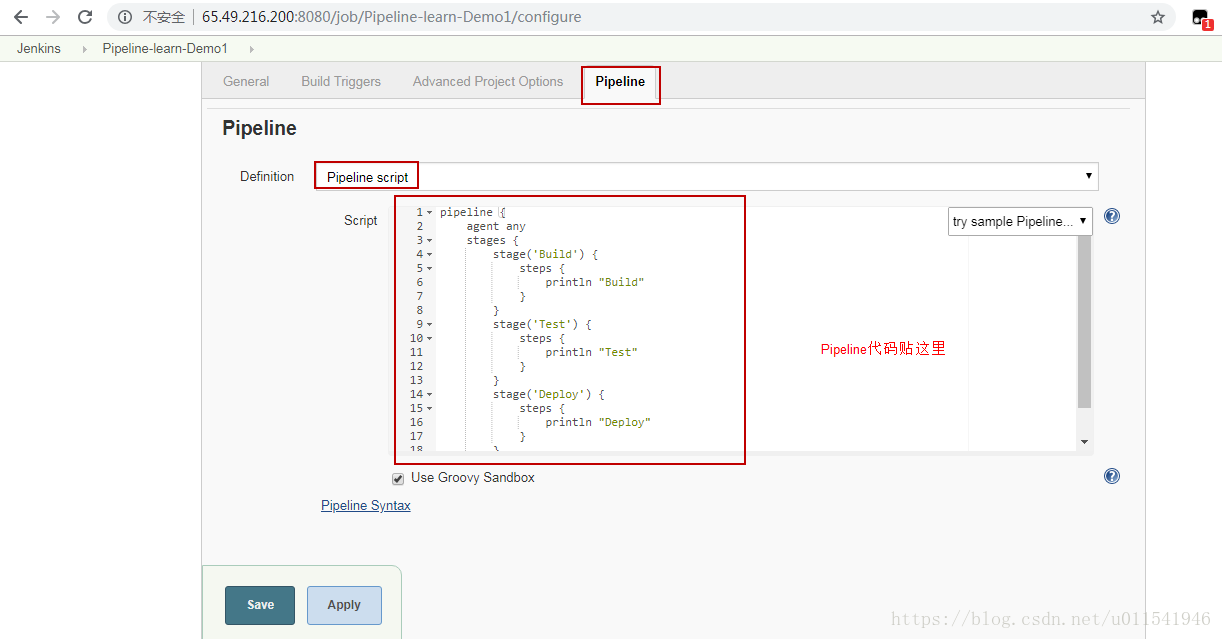 不安全 65.49.216.200:8080/job/Pipeline-learn-Demo1/configure
1
Jenkins Pipeline-learn-Demo1
General Build Triggers Advanced Project Options Pipeline
Pipeline
Definition Pipeline script
Script
try sample Pipeline...
1 pipeline {
2 agent any
3 stages {
4 stage('Build') {
5 steps {
6 println "Build"
7 }
8 }
9 stage('Test') {
10 steps {
11 println "Test"
12 }
13 }
14 stage('Deploy') {
15 steps {
16 println "Deploy"
17 }
18 }
Pipeline代码贴这里
Use Groovy Sandbox
Pipeline Syntax
Save Apply
https://blog.csdn.net/u011541946